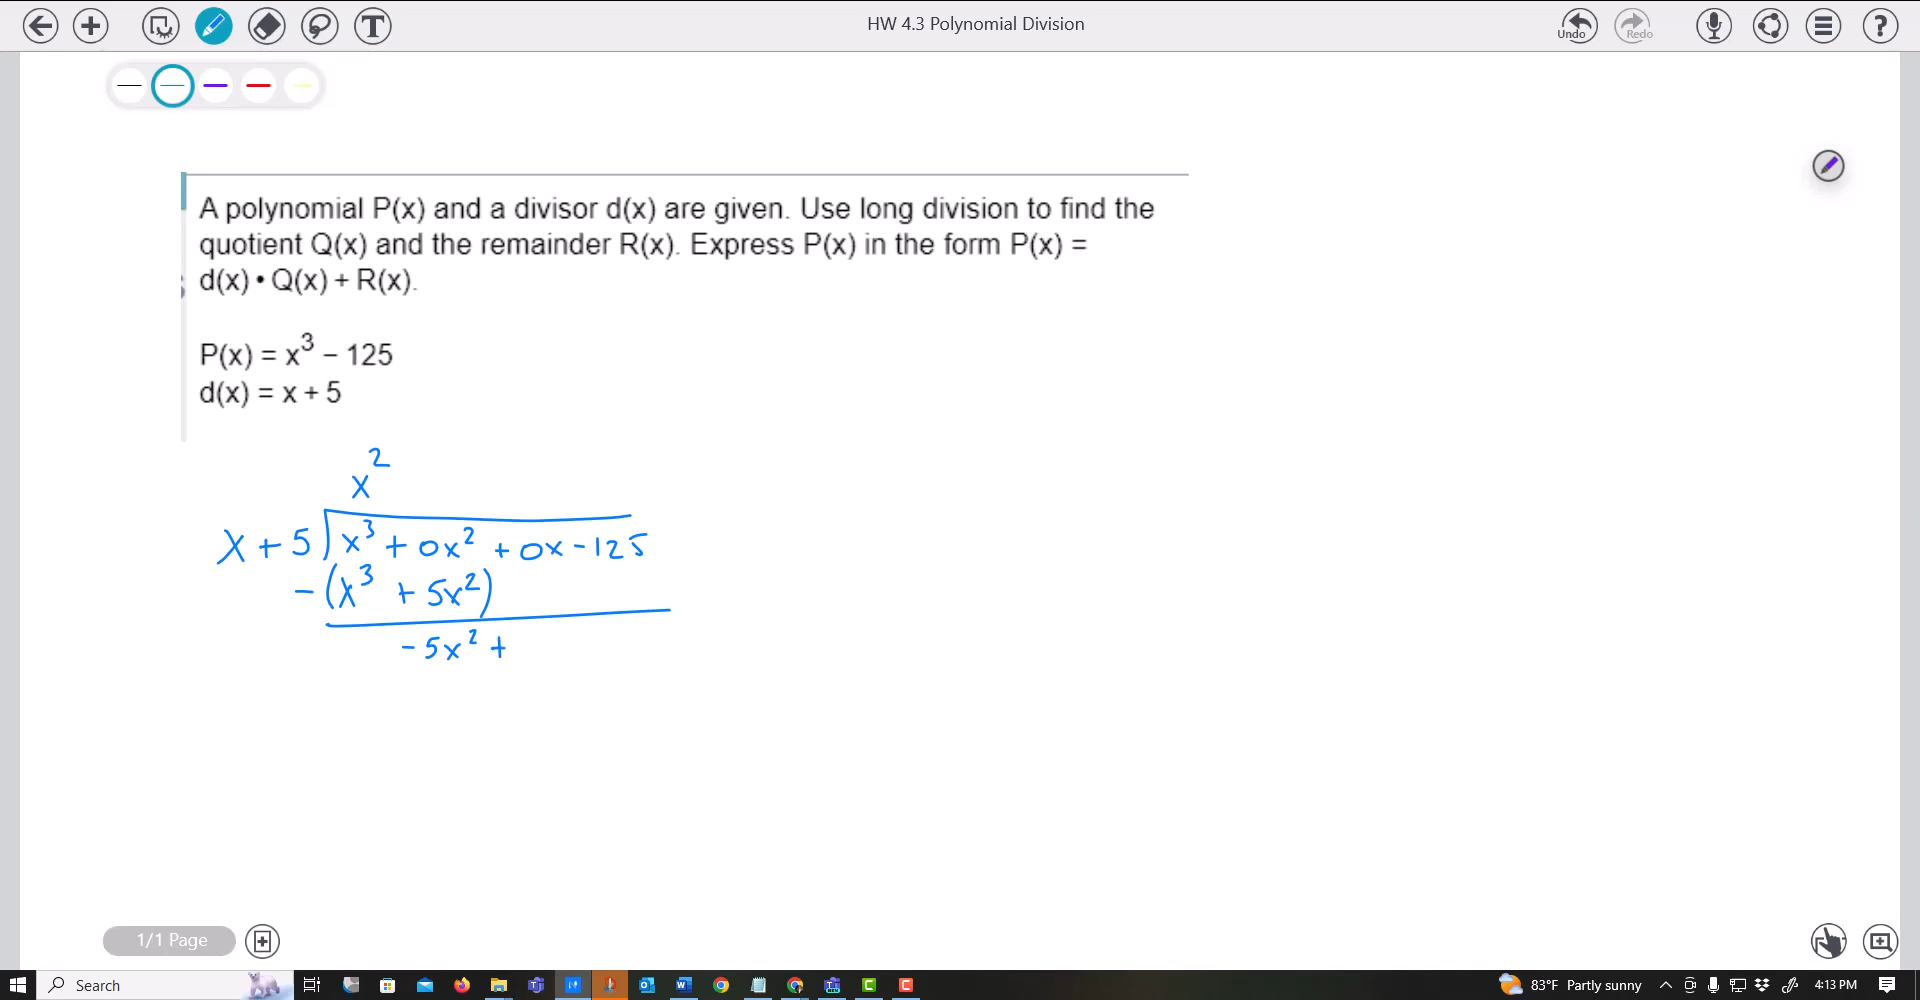 HW 4.3 Polynomial Division
Undo
Redo
T
?
A polynomial P(x) and a divisor d(x) are given. Use long division to find the
quotient Q(x) and the remainder R(x). Express P(x) in the form P(x) =
d(x) • Q(x) + R(x).
P(x) = x³ − 125
d(x) = x + 5
x²
x + 5 ) x³ + 0x² + 0x - 125
- (x³ + 5x²)
- 5x² +
1/1 Page
Search
83°F Partly sunny
4:13 PM